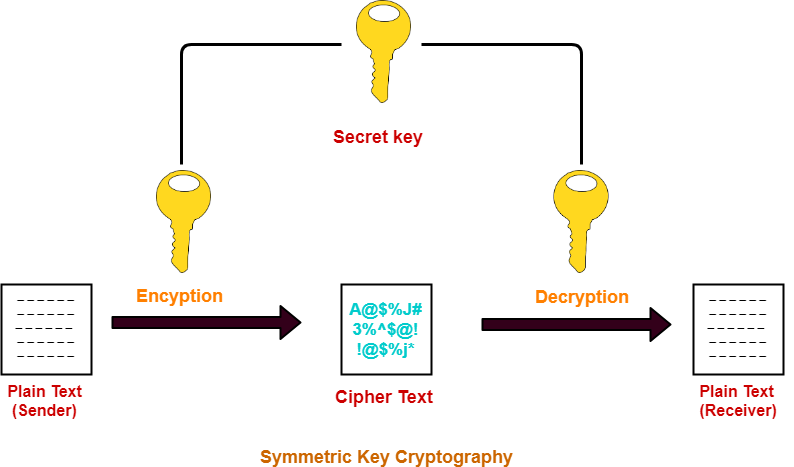 Secret key
Encyption
Decryption
A@$%J#
3%^$@!
!@$%j*
Plain Text
(Sender)
Cipher Text
Plain Text
(Receiver)
Symmetric Key Cryptography